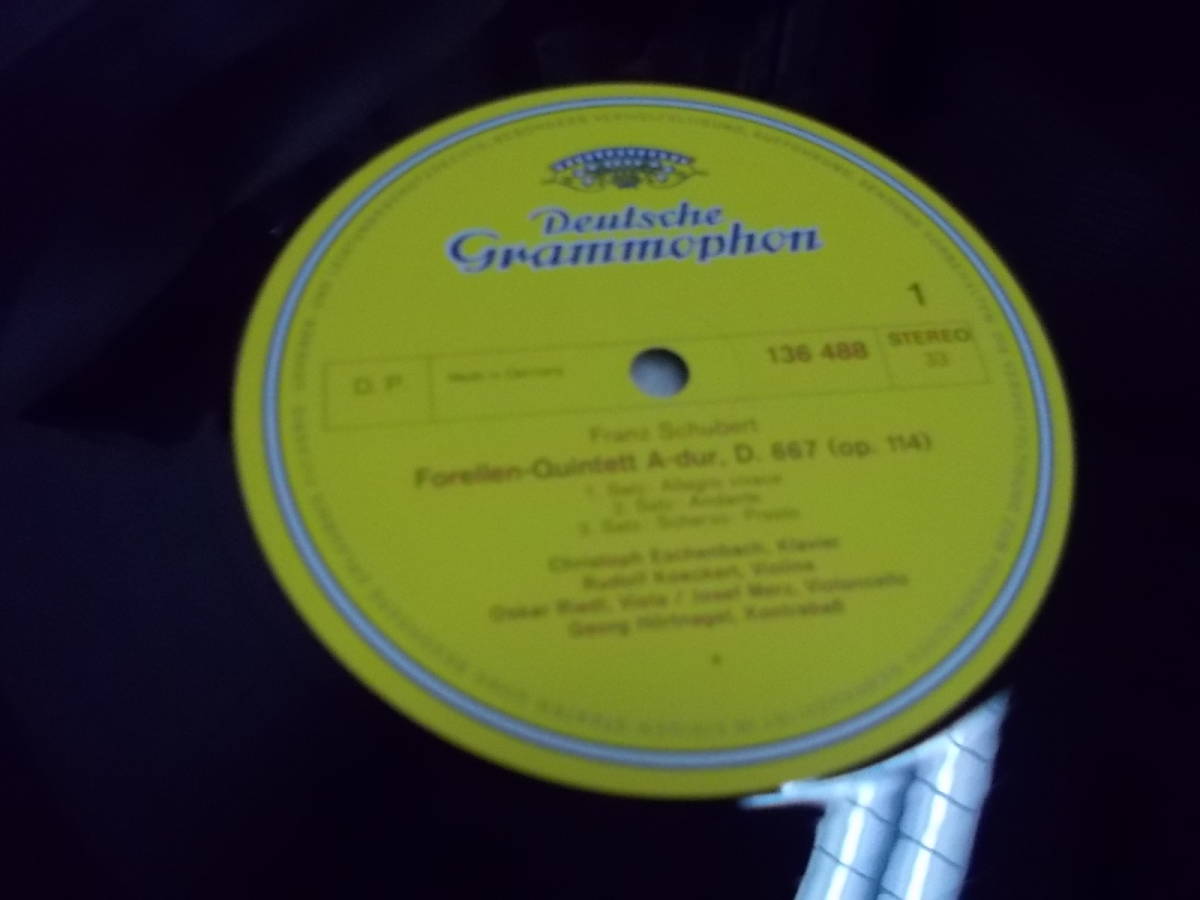 Deutsche
Grammophon
1
D. P.
Made in Germany
136 488
STEREO
33
Franz Schubert
Forellen-Quintett A-dur, D. 667 (op. 114)
1. Satz: Allegro vivace
2. Satz: Andante
3. Satz: Scherzo: Presto
Christoph Eschenbach, Klavier
Rudolf Koeckert, Violine
Oskar Riedl, Viola / Josef Merz, Violoncello
Georg Hörtnagel, Kontrabaß